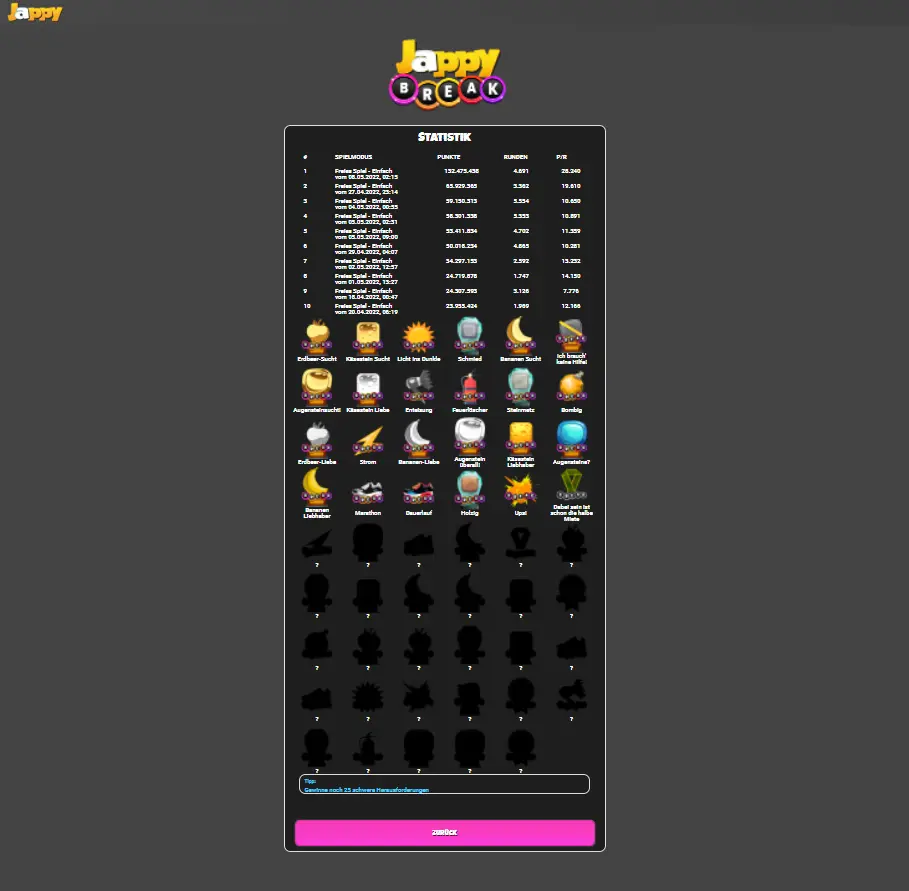 Jappy
Jappy
BREAK
STATISTIK
# SPIELMODUS PUNKTE RUNDEN P/R
1 Freies Spiel - Einfach 132.475.438 4.691 28.240
vom 08.05.2022, 02:15
2 Freies Spiel - Einfach 65.929.365 3.362 19.610
vom 27.04.2022, 23:14
3 Freies Spiel - Einfach 59.150.313 5.554 10.650
vom 04.05.2022, 00:55
4 Freies Spiel - Einfach 58.301.338 5.353 10.891
vom 05.05.2022, 02:31
5 Freies Spiel - Einfach 53.411.834 4.702 11.359
vom 05.05.2022, 09:00
6 Freies Spiel - Einfach 50.018.234 4.865 10.281
vom 29.04.2022, 04:07
7 Freies Spiel - Einfach 34.297.153 2.592 13.232
vom 02.05.2022, 12:57
8 Freies Spiel - Einfach 24.719.878 1.747 14.150
vom 01.05.2022, 13:27
9 Freies Spiel - Einfach 24.307.593 3.126 7.776
vom 18.04.2022, 00:47
10 Freies Spiel - Einfach 23.955.424 1.969 12.166
vom 20.04.2022, 08:19
Erdbeer-Sucht Käsestein Sucht Licht ins Dunkle Schmied Bananen Sucht Ich brauch'
keine Hilfe!
Augensteinsucht! Käsestein Liebe Enteisung Feuerlöscher Steinmetz Bombig
Erdbeer-Liebe Strom Bananen-Liebe Augenstein Käsestein Augensteine?
überall! Liebhaber
Bananen Marathon Dauerlauf Holzig Ups! Dabei sein ist
Liebhaber schon die halbe
Miete
? ? ? ? ? ?
? ? ? ? ? ?
? ? ? ? ? ?
? ? ? ? ? ?
? ? ? ? ?
Tipp:
Gewinne noch 25 schwere Herausforderungen
ZURÜCK